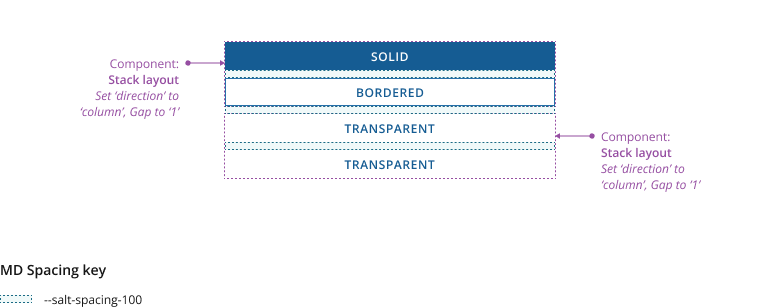 SOLID
Component:
Stack layout
Set ‘direction’ to
‘column’, Gap to ‘1’
BORDERED
TRANSPARENT
Component:
Stack layout
Set ‘direction’ to
‘column’, Gap to ‘1’
TRANSPARENT
MD Spacing key
--salt-spacing-100